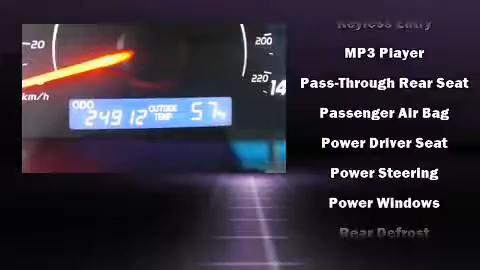 20
km/h
ODO
24912
OUTSIDE
TEMP
57
200
220
14
Keyless Entry
MP3 Player
Pass-Through Rear Seat
Passenger Air Bag
Power Driver Seat
Power Steering
Power Windows
Rear Defrost